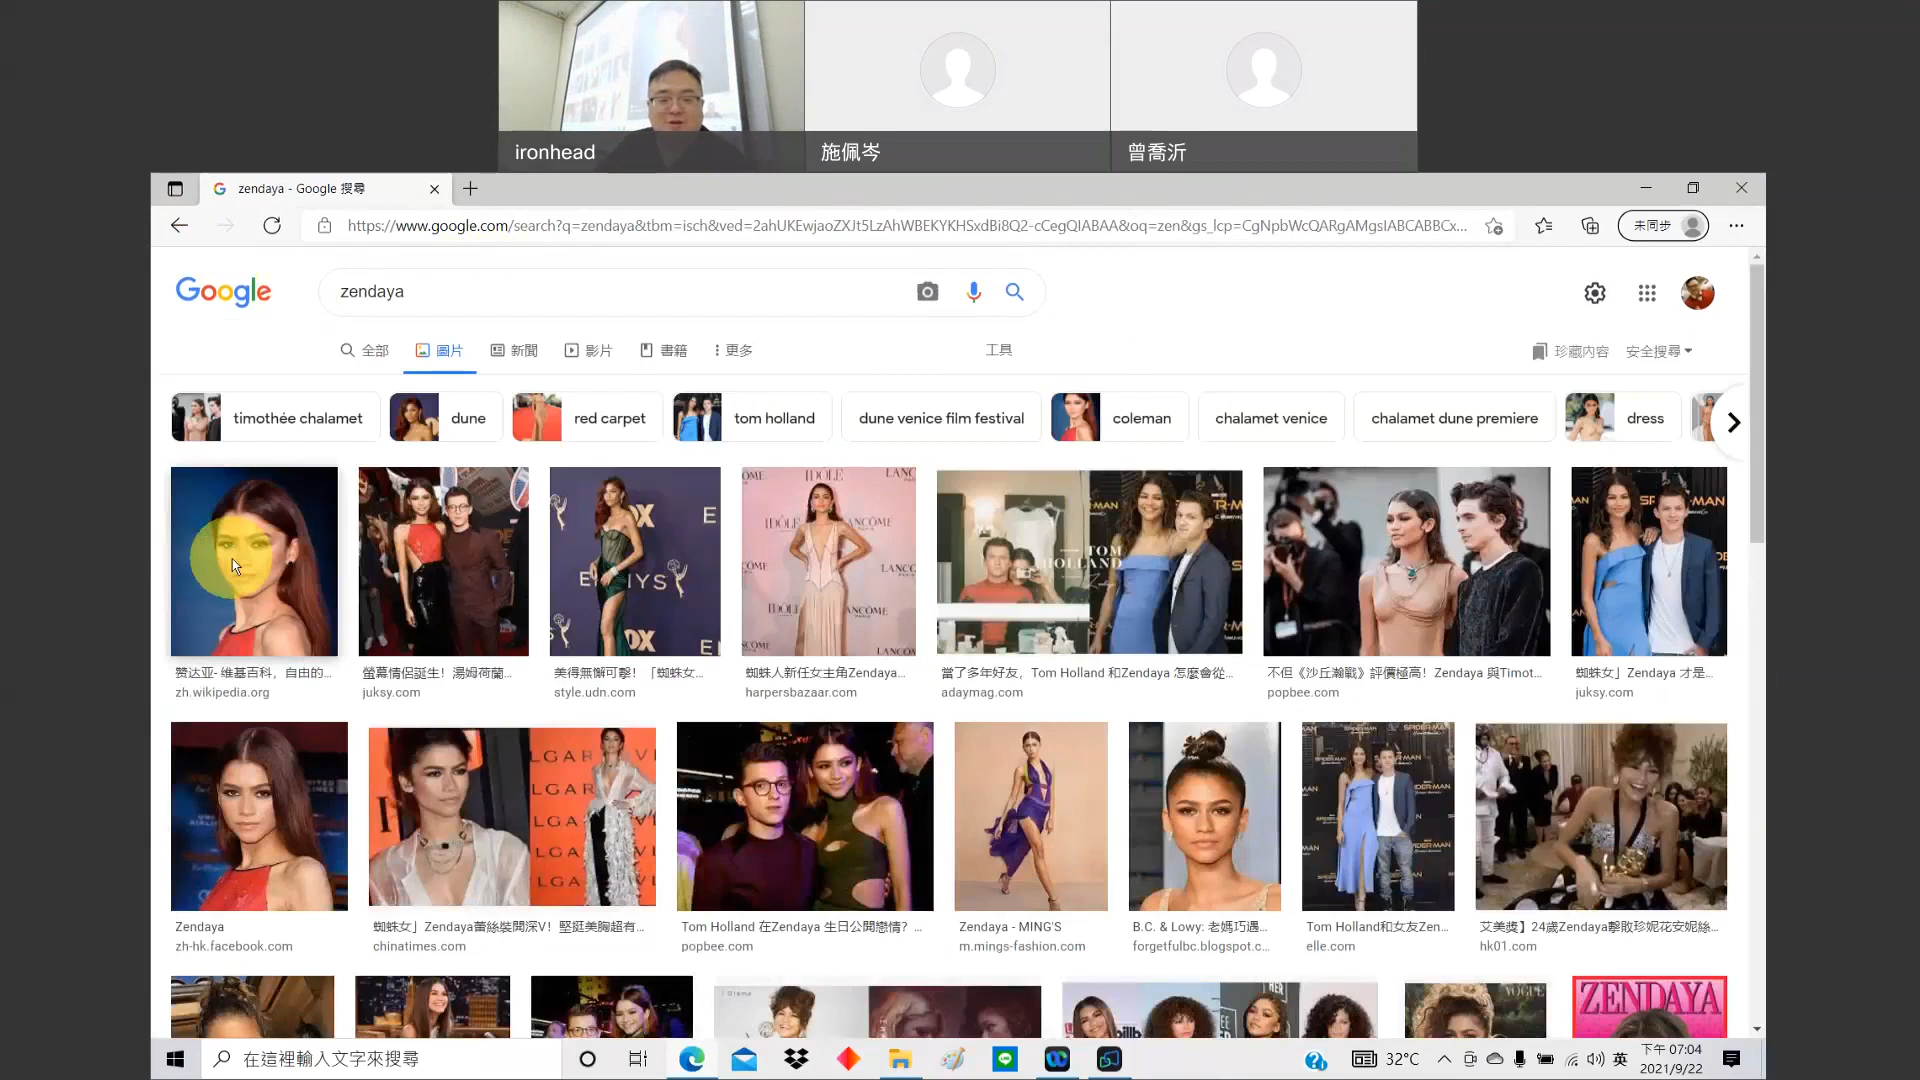 ironhead
施佩岑
曾喬沂
zendaya - Google 搜尋
https://www.google.com/search?q=zendaya&tbm=isch&ved=2ahUKEwjaoZXJt5LzAhWBEKYKHSxdBi8Q2-cCegQIABAA&oq=zen&gs_lcp=CgNpbWcQARgAMgsIABCABBCx...
未同步
Google
zendaya
全部
圖片
新聞
影片
書籍
更多
工具
珍藏內容
安全搜尋
timothée chalamet
dune
red carpet
tom holland
dune venice film festival
coleman
chalamet venice
chalamet dune premiere
dress
赞达亚- 维基百科，自由的...
zh.wikipedia.org
螢幕情侶誕生！湯姆荷蘭...
juksy.com
美得無懈可擊！「蜘蛛女...
style.udn.com
蜘蛛人新任女主角Zendaya...
harpersbazaar.com
TOM
HOLLAND
當了多年好友，Tom Holland 和Zendaya 怎麼會從...
adaymag.com
不但《沙丘瀚戰》評價極高！Zendaya 與Timot...
popbee.com
蜘蛛女」Zendaya 才是...
juksy.com
Zendaya
zh-hk.facebook.com
蜘蛛女」Zendaya蕾絲裝開深V！堅挺美胸超有...
chinatimes.com
Tom Holland 在Zendaya 生日公開戀情？...
popbee.com
Zendaya - MING'S
m.mings-fashion.com
B.C. & Lowy: 老媽巧遇...
forgetfulbc.blogspot.c...
Tom Holland和女友Zen...
elle.com
艾美獎】24歲Zendaya擊敗珍妮花安妮絲...
hk01.com
VOGUE
ZENDAYA
在這裡輸入文字來搜尋
32°C
英
下午 07:04
2021/9/22